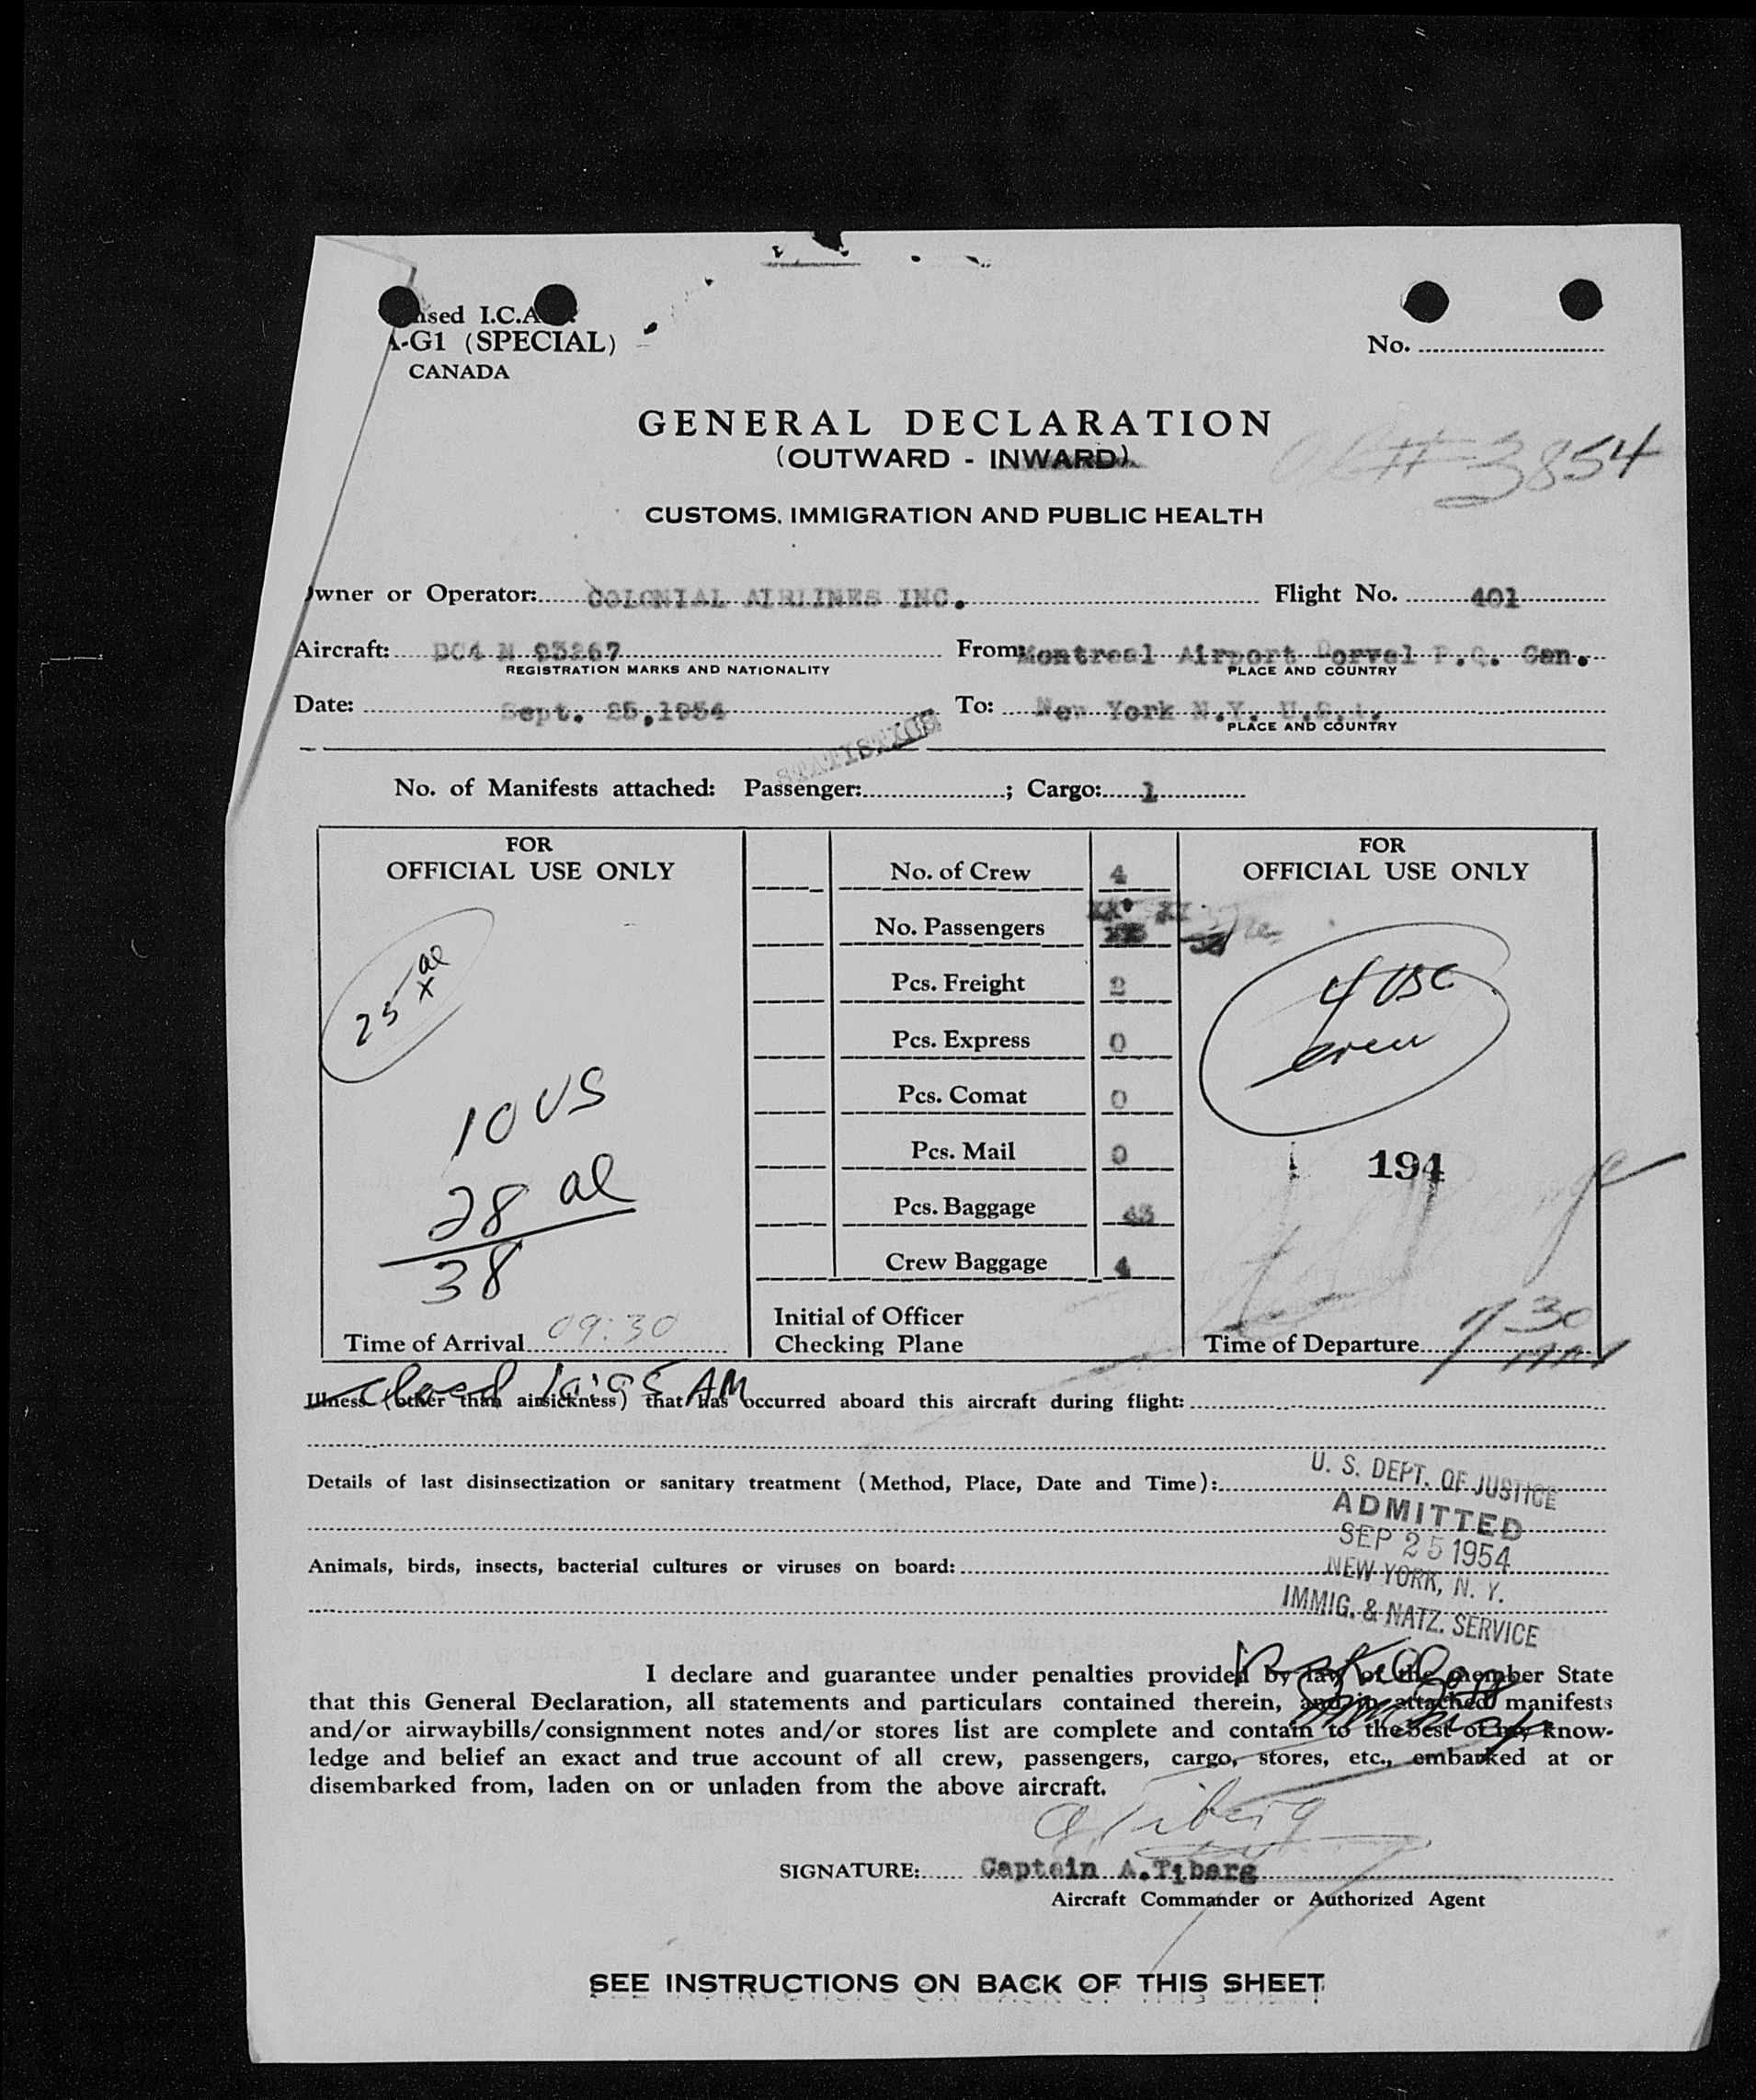 ised I.C.A.
-G1 (SPECIAL)
CANADA
No.
GENERAL DECLARATION
(OUTWARD - INWARD)
3854
CUSTOMS, IMMIGRATION AND PUBLIC HEALTH
Owner or Operator: COLONIAL AIRLINES INC. Flight No. 401
Aircraft: DC4 N 93267 From: Montreal Airport Dorval P.Q. Can.
REGISTRATION MARKS AND NATIONALITY PLACE AND COUNTRY
Date: Sept. 25,1954 To: New York N.Y. U.S.A.
PLACE AND COUNTRY
STATISTICS
No. of Manifests attached: Passenger: ; Cargo: 1
FOR
OFFICIAL USE ONLY
25 al
x
10 US
28 al
38
Time of Arrival 09:30
No. of Crew 4
No. Passengers
Pcs. Freight 2
Pcs. Express 0
Pcs. Comat 0
Pcs. Mail 0
Pcs. Baggage 43
Crew Baggage 4
Initial of Officer
Checking Plane
FOR
OFFICIAL USE ONLY
4 USC
crew
194
Time of Departure 730
AM
Illness (other than airsickness) that has occurred aboard this aircraft during flight:
Details of last disinsectization or sanitary treatment (Method, Place, Date and Time):
Animals, birds, insects, bacterial cultures or viruses on board:
U. S. DEPT. OF JUSTICE
ADMITTED
SEP 25 1954
NEW YORK, N. Y.
IMMIG. & NATZ. SERVICE
I declare and guarantee under penalties provided by law of the member State
that this General Declaration, all statements and particulars contained therein, and in attached manifests
and/or airwaybills/consignment notes and/or stores list are complete and contain to the best of my know-
ledge and belief an exact and true account of all crew, passengers, cargo, stores, etc., embarked at or
disembarked from, laden on or unladen from the above aircraft.
A Tiberg
SIGNATURE: Captain A.Tiberg
Aircraft Commander or Authorized Agent
SEE INSTRUCTIONS ON BACK OF THIS SHEET